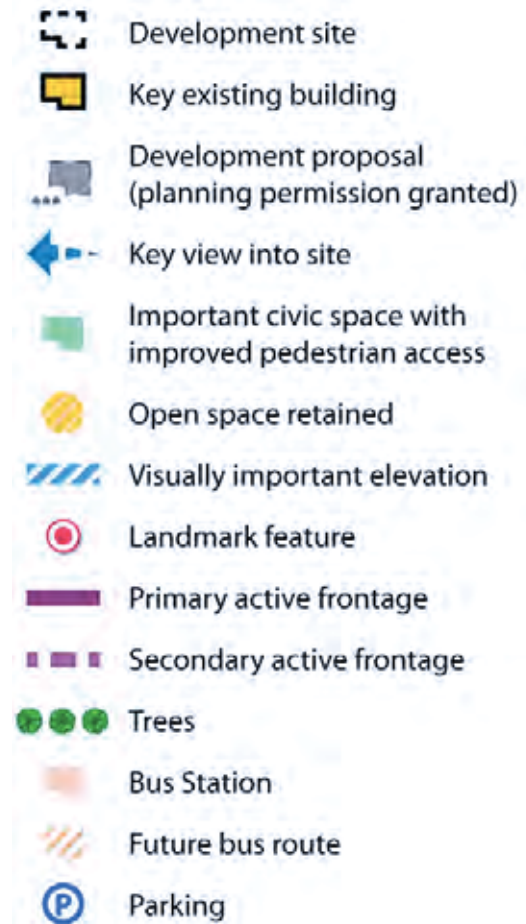 Development site
Key existing building
Development proposal
(planning permission granted)
Key view into site
Important civic space with
improved pedestrian access
Open space retained
Visually important elevation
Landmark feature
Primary active frontage
Secondary active frontage
Trees
Bus Station
Future bus route
P Parking